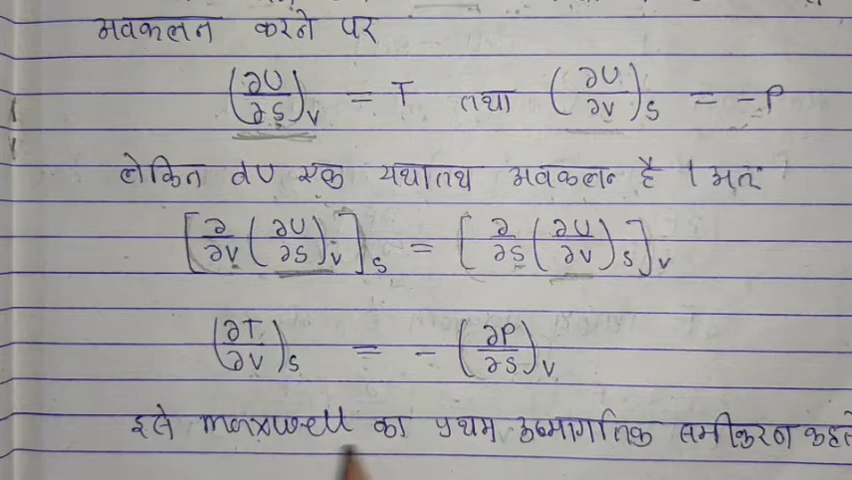 अवकलन करने पर
(∂U/∂S)_V = T तथा (∂U/∂V)_S = -P
लेकिन dU एक यथातथ अवकलन है । अतः
[∂/∂V (∂U/∂S)_V]_S = [∂/∂S (∂U/∂V)_S]_V
(∂T/∂V)_S = - (∂P/∂S)_V
इसे maxwell का प्रथम ऊष्मागतिक समीकरण कहते